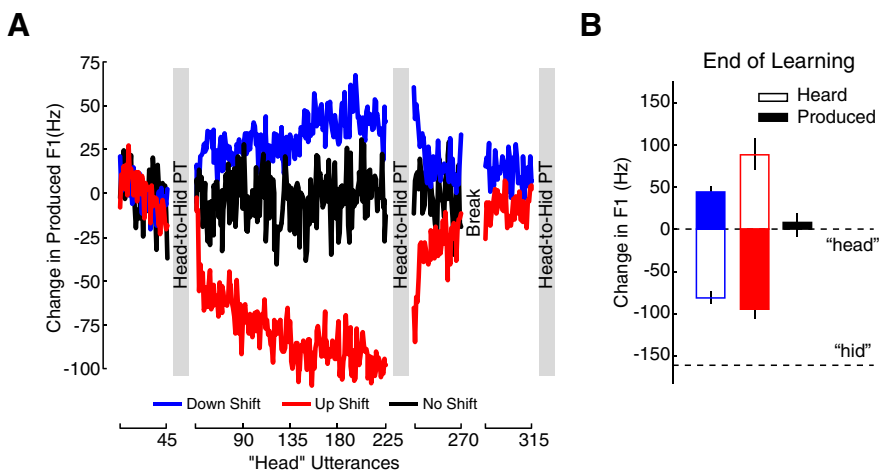 A
Change in Produced F1(Hz)
75
50
25
0
-25
-50
-75
-100
Head-to-Hid PT
Head-to-Hid PT
Break
Head-to-Hid PT
Down Shift Up Shift No Shift
45 90 135 180 225 270 315
"Head" Utterances
B
End of Learning
Heard
Produced
Change in F1 (Hz)
150
100
50
0
-50
-100
-150
“head”
“hid”